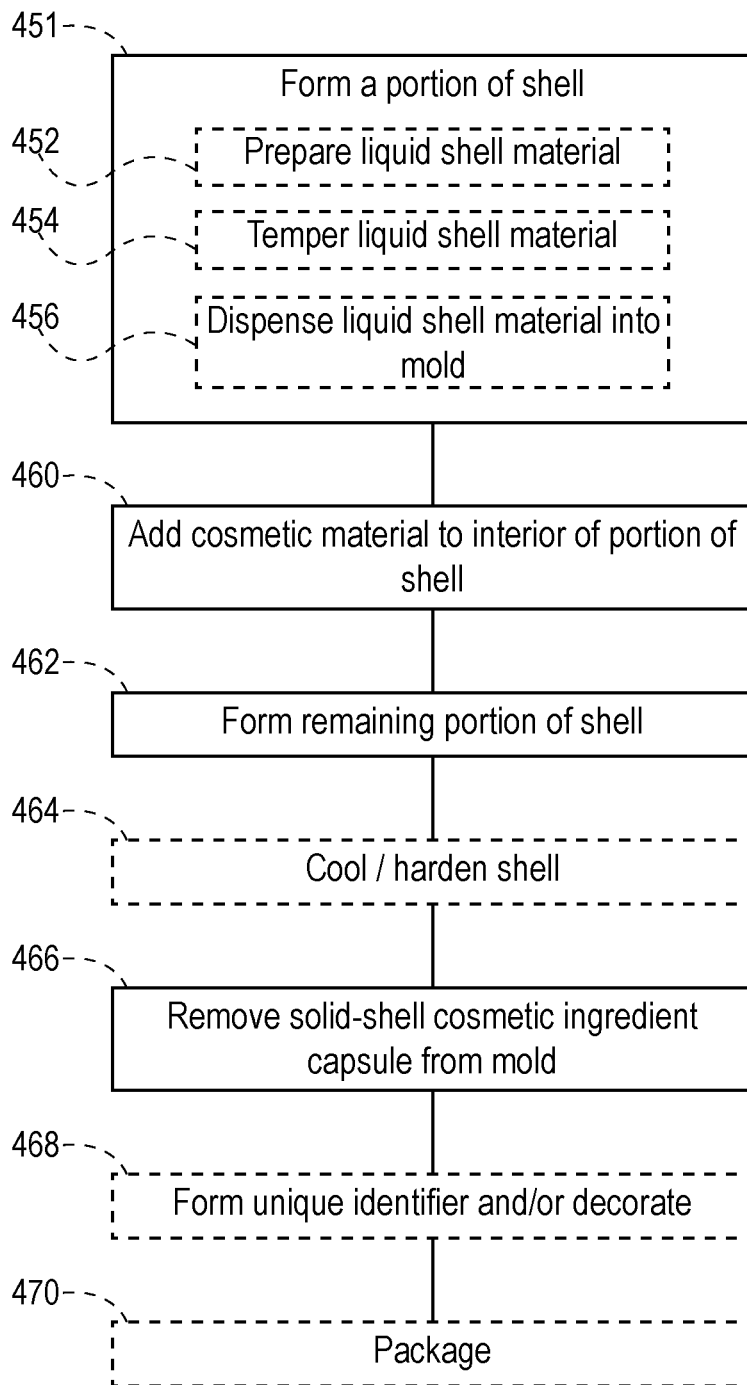 451
Form a portion of shell
452
Prepare liquid shell material
454
Temper liquid shell material
456
Dispense liquid shell material into
mold
460
Add cosmetic material to interior of portion of
shell
462
Form remaining portion of shell
464
Cool / harden shell
466
Remove solid-shell cosmetic ingredient
capsule from mold
468
Form unique identifier and/or decorate
470
Package